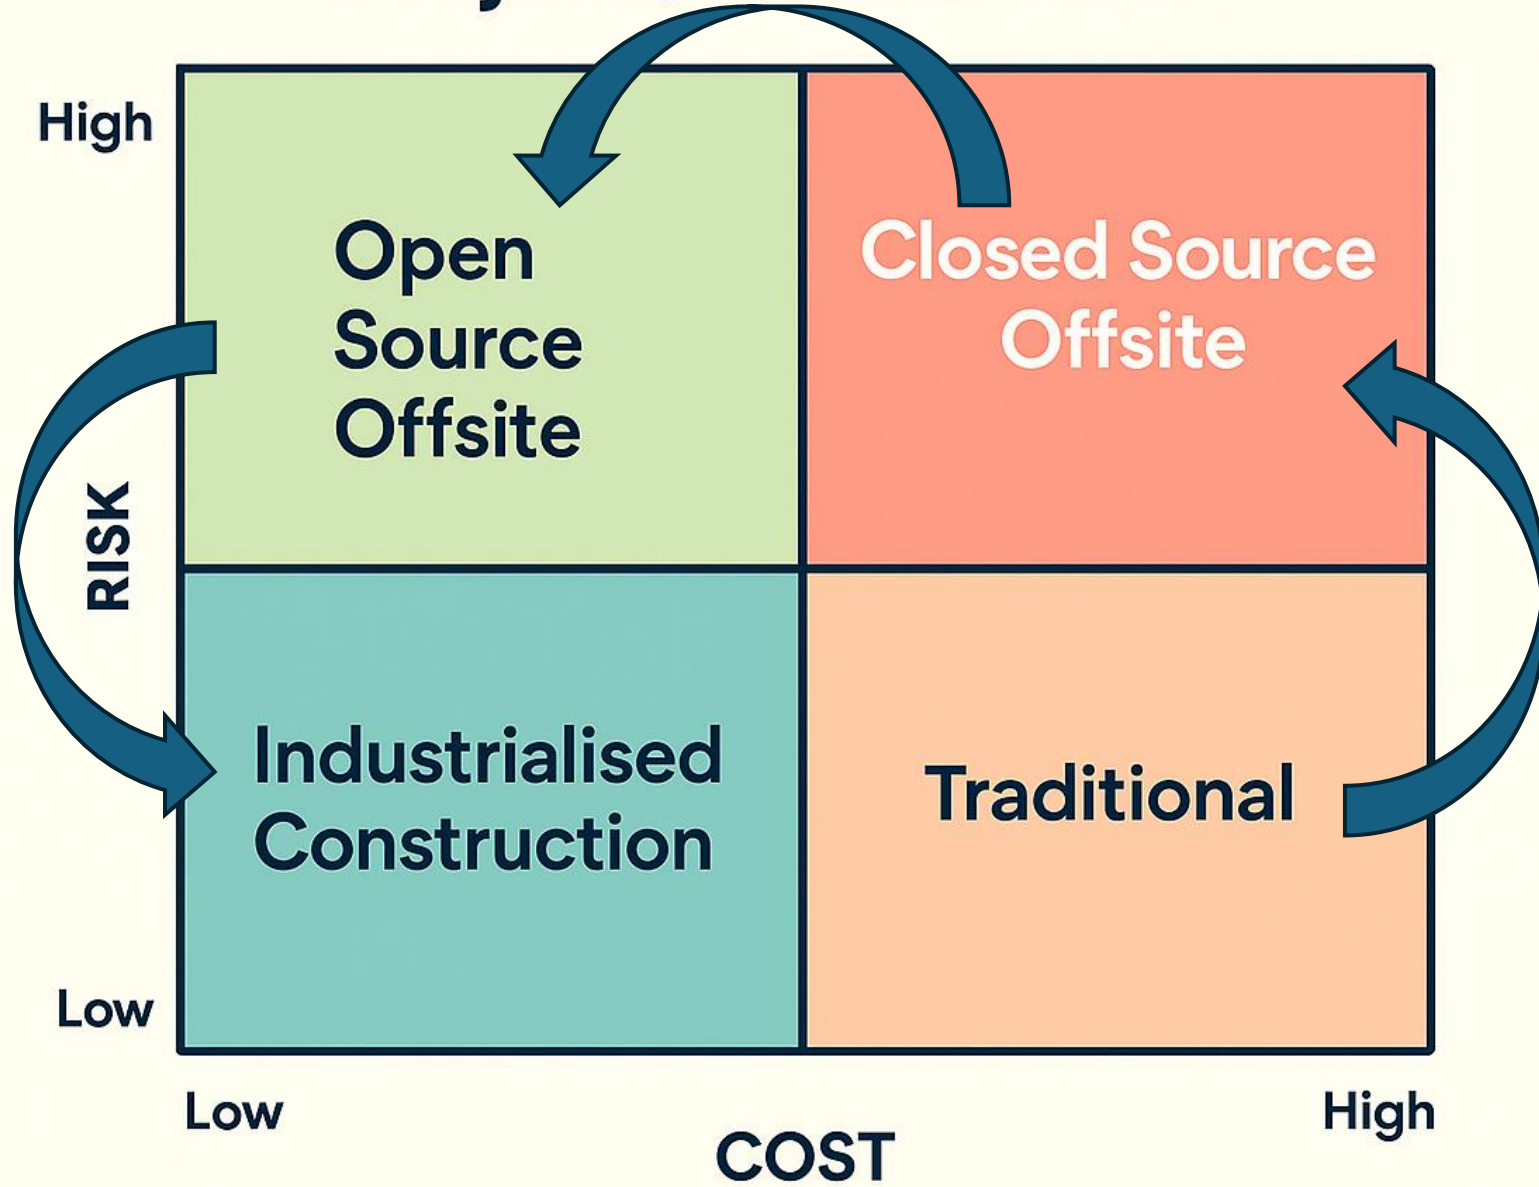 High
Open
Source
Offsite
Closed Source
Offsite
RISK
Industrialised
Construction
Traditional
Low
Low
High
COST